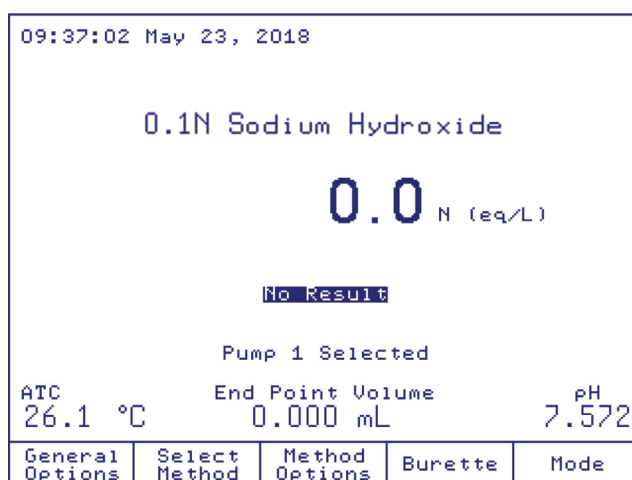 09:37:02 May 23, 2018
0.1N Sodium Hydroxide
0.0 N (eq/L)
No Result
Pump 1 Selected
ATC End Point Volume pH
26.1 °C 0.000 mL 7.572
General Options Select Method Method Options Burette Mode